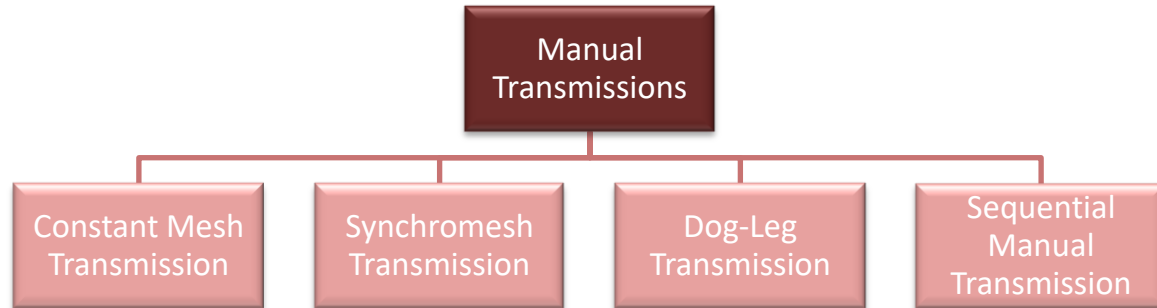 Manual
Transmissions
Constant Mesh
Transmission
Synchromesh
Transmission
Dog-Leg
Transmission
Sequential
Manual
Transmission